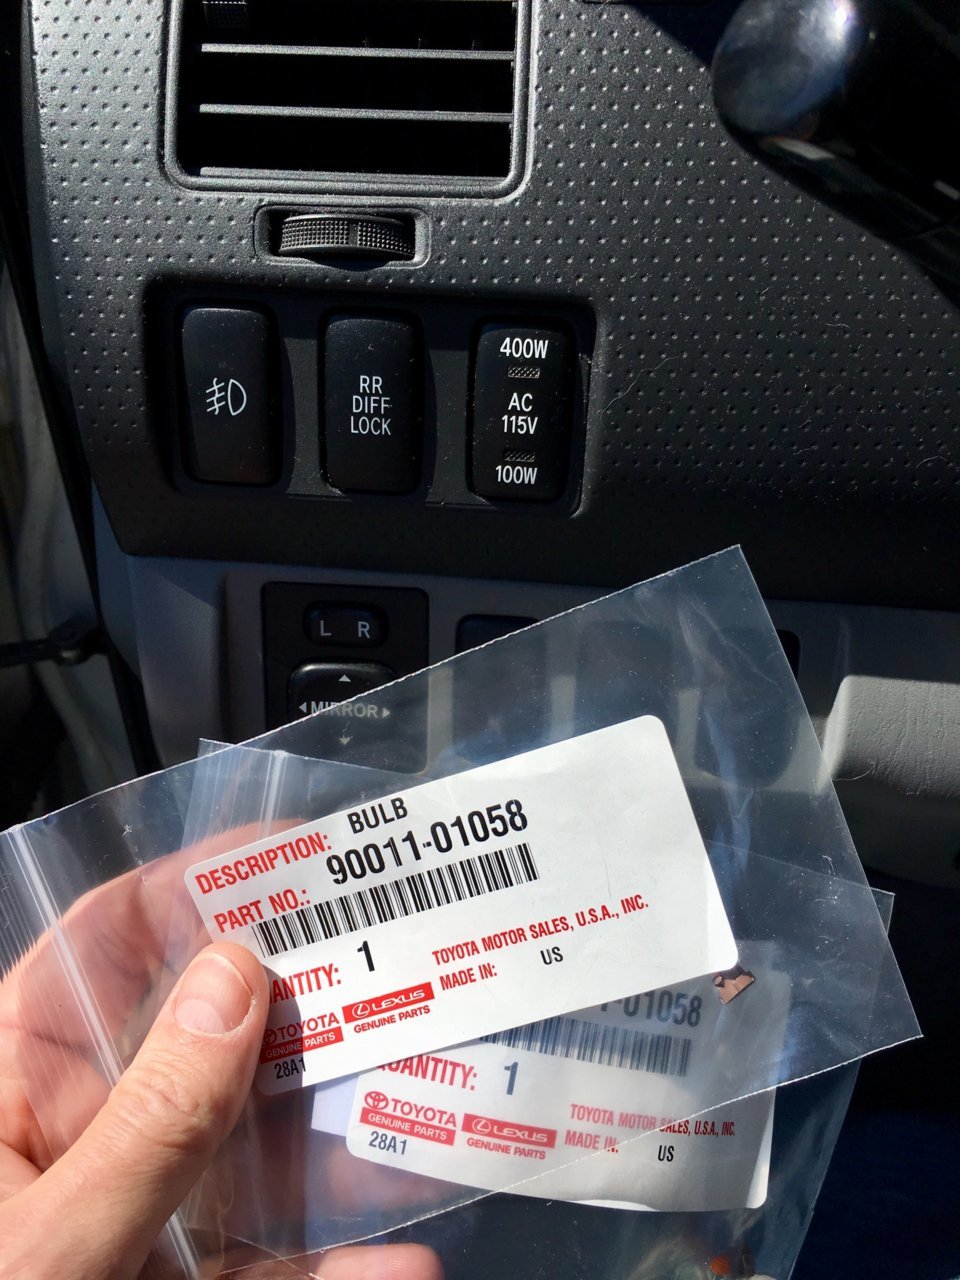 RR
DIFF
LOCK
400W
AC
115V
100W
L R
MIRROR
DESCRIPTION: BULB
PART NO.: 90011-01058
ANTITY: 1
TOYOTA MOTOR SALES, U.S.A., INC.
MADE IN: US
TOYOTA LEXUS
GENUINE PARTS GENUINE PARTS
28A1
-01058
UANTITY: 1
TOYOTA LEXUS
GENUINE PARTS GENUINE PARTS
TOYOTA MOTOR SALES, U.S.A., INC.
MADE IN: US
28A1